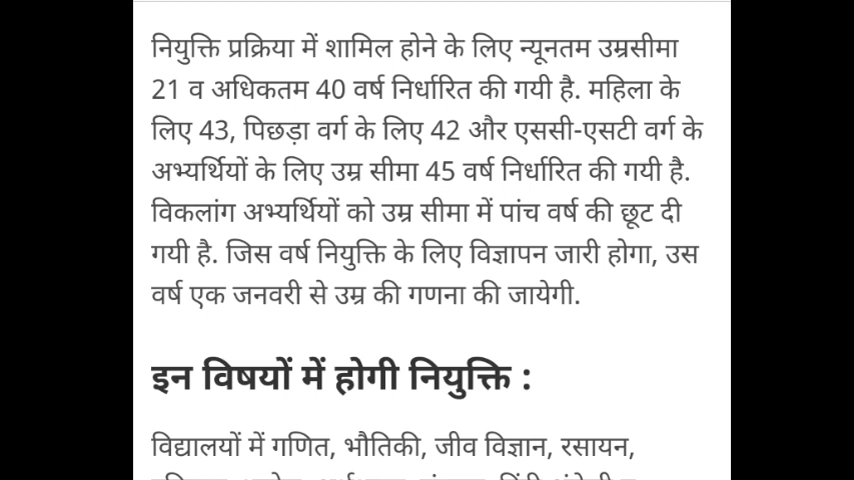 नियुक्ति प्रक्रिया में शामिल होने के लिए न्यूनतम उम्रसीमा
21 व अधिकतम 40 वर्ष निर्धारित की गयी है. महिला के
लिए 43, पिछड़ा वर्ग के लिए 42 और एससी-एसटी वर्ग के
अभ्यर्थियों के लिए उम्र सीमा 45 वर्ष निर्धारित की गयी है.
विकलांग अभ्यर्थियों को उम्र सीमा में पांच वर्ष की छूट दी
गयी है. जिस वर्ष नियुक्ति के लिए विज्ञापन जारी होगा, उस
वर्ष एक जनवरी से उम्र की गणना की जायेगी.
इन विषयों में होगी नियुक्ति :
विद्यालयों में गणित, भौतिकी, जीव विज्ञान, रसायन,